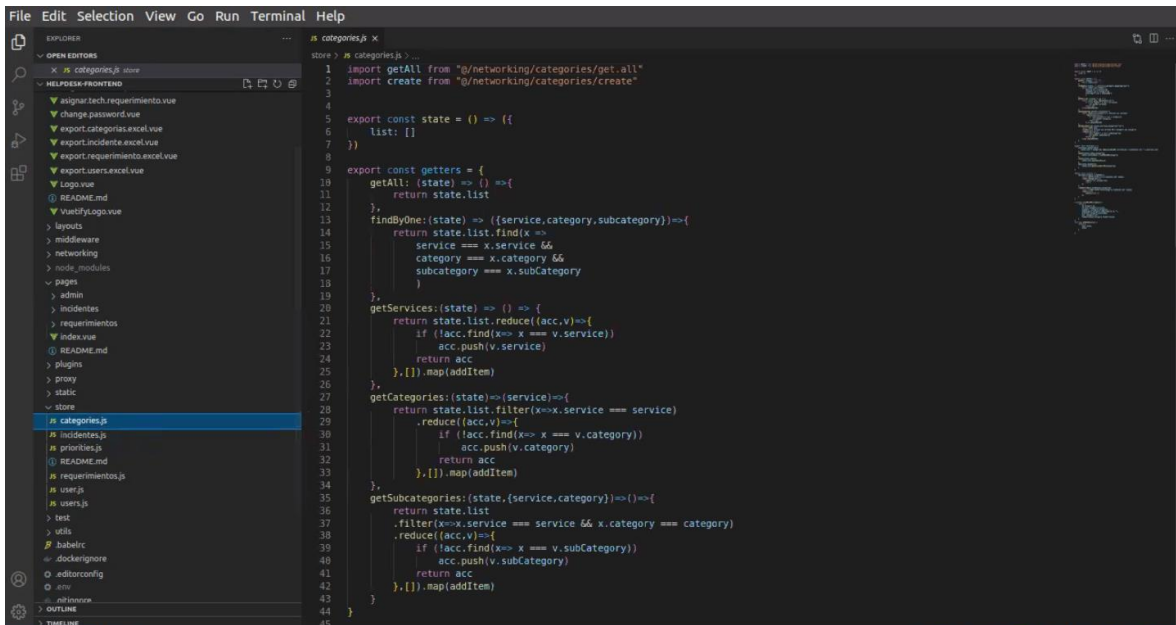 File Edit Selection View Go Run Terminal Help
EXPLORER
OPEN EDITORS
JS categories.js store
HELPDESK-FRONTEND
asignar.tech.requerimiento.vue
change.password.vue
export.categorias.excel.vue
export.incidente.excel.vue
export.requerimiento.excel.vue
export.users.excel.vue
Logo.vue
README.md
VuetifyLogo.vue
layouts
middleware
networking
node_modules
pages
admin
incidentes
requerimientos
index.vue
README.md
plugins
proxy
static
store
JS categories.js
JS incidentes.js
JS priorities.js
README.md
JS requerimientos.js
JS user.js
JS users.js
test
utils
.babelrc
.dockerignore
.editorconfig
.env
.gitignore
OUTLINE
TIMELINE
JS categories.js
store > JS categories.js > ...
1 import getAll from "@/networking/categories/get.all"
2 import create from "@/networking/categories/create"
3
4
5 export const state = () => ({
6 list: []
7 })
8
9 export const getters = {
10 getAll: (state) => () =>{
11 return state.list
12 },
13 findByOne:(state) => ({service,category,subcategory})=>{
14 return state.list.find(x =>
15 service === x.service &&
16 category === x.category &&
17 subcategory === x.subCategory
18 )
19 },
20 getServices:(state) => () => {
21 return state.list.reduce((acc,v)=>{
22 if (!acc.find(x=> x === v.service))
23 acc.push(v.service)
24 return acc
25 },[]).map(addItem)
26 },
27 getCategories:(state)=>(service)=>{
28 return state.list.filter(x=>x.service === service)
29 .reduce((acc,v)=>{
30 if (!acc.find(x=> x === v.category))
31 acc.push(v.category)
32 return acc
33 },[]).map(addItem)
34 },
35 getSubcategories:(state,{service,category})=>()=>{
36 return state.list
37 .filter(x=>x.service === service && x.category === category)
38 .reduce((acc,v)=>{
39 if (!acc.find(x=> x === v.subCategory))
40 acc.push(v.subCategory)
41 return acc
42 },[]).map(addItem)
43 }
44 }
45